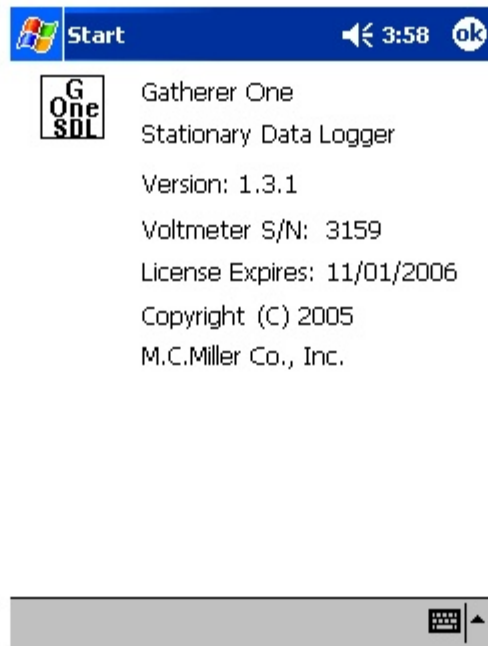 Start 3:58 ok
G
One
SDL
Gatherer One
Stationary Data Logger
Version: 1.3.1
Voltmeter S/N: 3159
License Expires: 11/01/2006
Copyright (C) 2005
M.C.Miller Co., Inc.